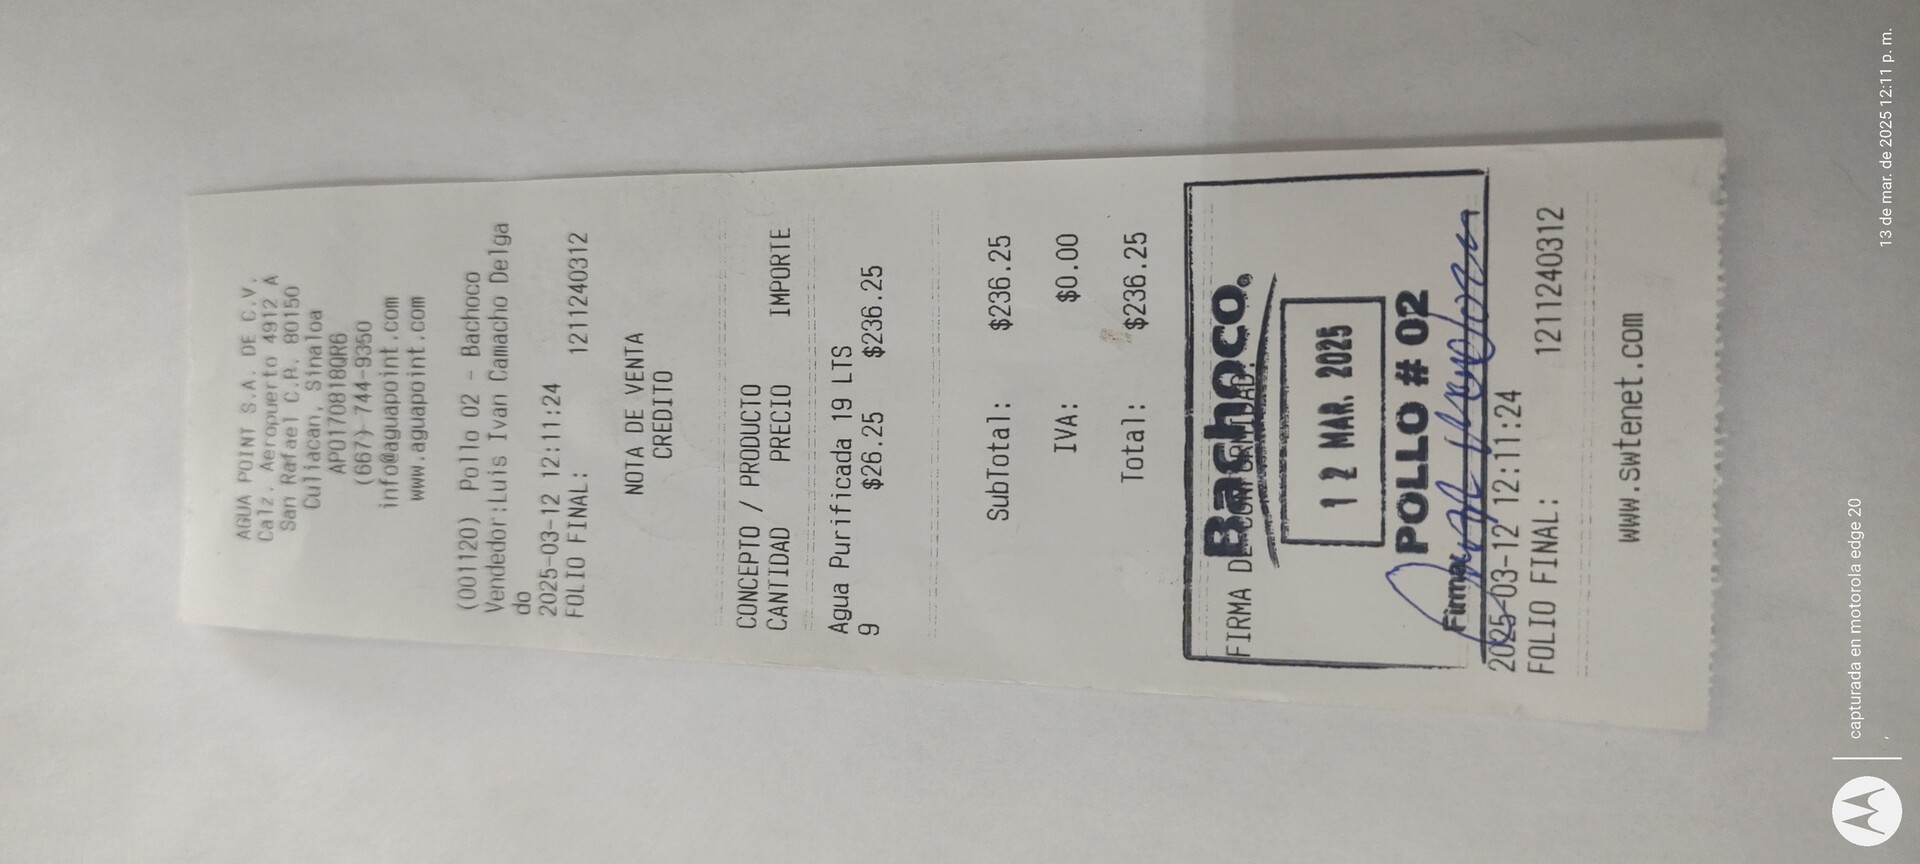 AGUA POINT S.A. DE C.V.
Calz. Aeropuerto 4912 A
San Rafael C.P. 80150
Culiacan, Sinaloa
APO170818QR6
(667) 744-9350
info@aguapoint.com
www.aguapoint.com
(001120) Pollo 02 - Bachoco
Vendedor:Luis Ivan Camacho Delga
do
2025-03-12 12:11:24
FOLIO FINAL: 1211240312
NOTA DE VENTA
CREDITO
CONCEPTO / PRODUCTO
CANTIDAD PRECIO IMPORTE
Agua Purificada 19 LTS
9 $26.25 $236.25
SubTotal: $236.25
IVA: $0.00
Total: $236.25
Bachoco.
FIRMA DE CONFORMIDAD:
12 MAR. 2025
POLLO # 02
Firma:
2025-03-12 12:11:24
FOLIO FINAL: 1211240312
www.swtenet.com
capturada en motorola edge 20
,
13 de mar. de 2025 12:11 p. m.